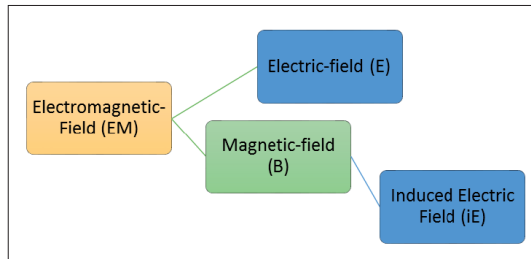 Electric-field (E)
Electromagnetic-
Field (EM)
Magnetic-field
(B)
Induced Electric
Field (iE)